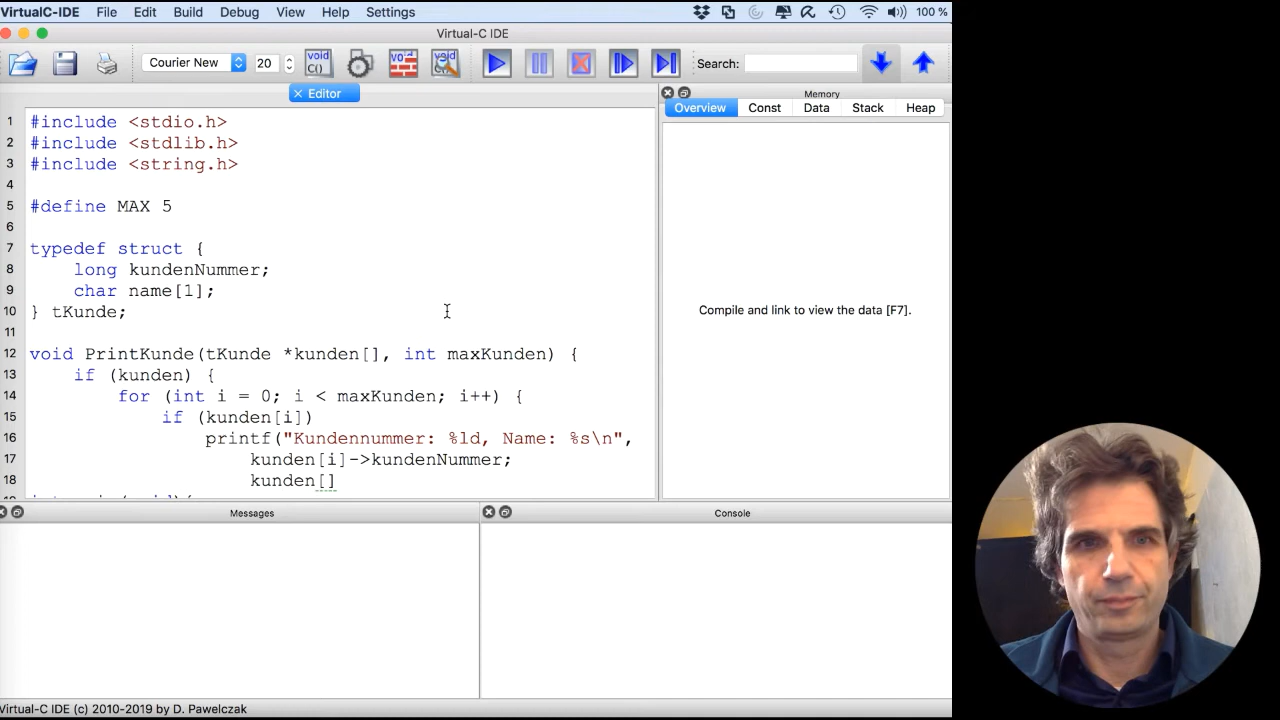 VirtualC-IDE File Edit Build Debug View Help Settings 100 %
Virtual-C IDE
Courier New 20 void C() void void C() Search:
Editor
Memory
Overview Const Data Stack Heap
1 #include <stdio.h>
2 #include <stdlib.h>
3 #include <string.h>
4
5 #define MAX 5
6
7 typedef struct {
8 long kundenNummer;
9 char name[1];
10 } tKunde;
11
12 void PrintKunde(tKunde *kunden[], int maxKunden) {
13 if (kunden) {
14 for (int i = 0; i < maxKunden; i++) {
15 if (kunden[i])
16 printf("Kundennummer: %ld, Name: %s\n",
17 kunden[i]->kundenNummer;
18 kunden[]
Compile and link to view the data [F7].
Messages
Console
Virtual-C IDE (c) 2010-2019 by D. Pawelczak